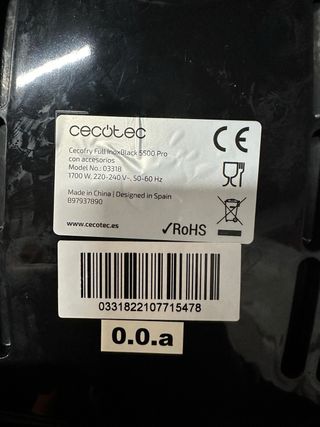 cecotec
CE
Cecofry Full InoxBlack 5500 Pro
con accesorios
Model No.: 03318
1700 W, 220-240 V~, 50-60 Hz
Made in China | Designed in Spain
B97937890
www.cecotec.es
✓RoHS
0331822107715478
0.0.a